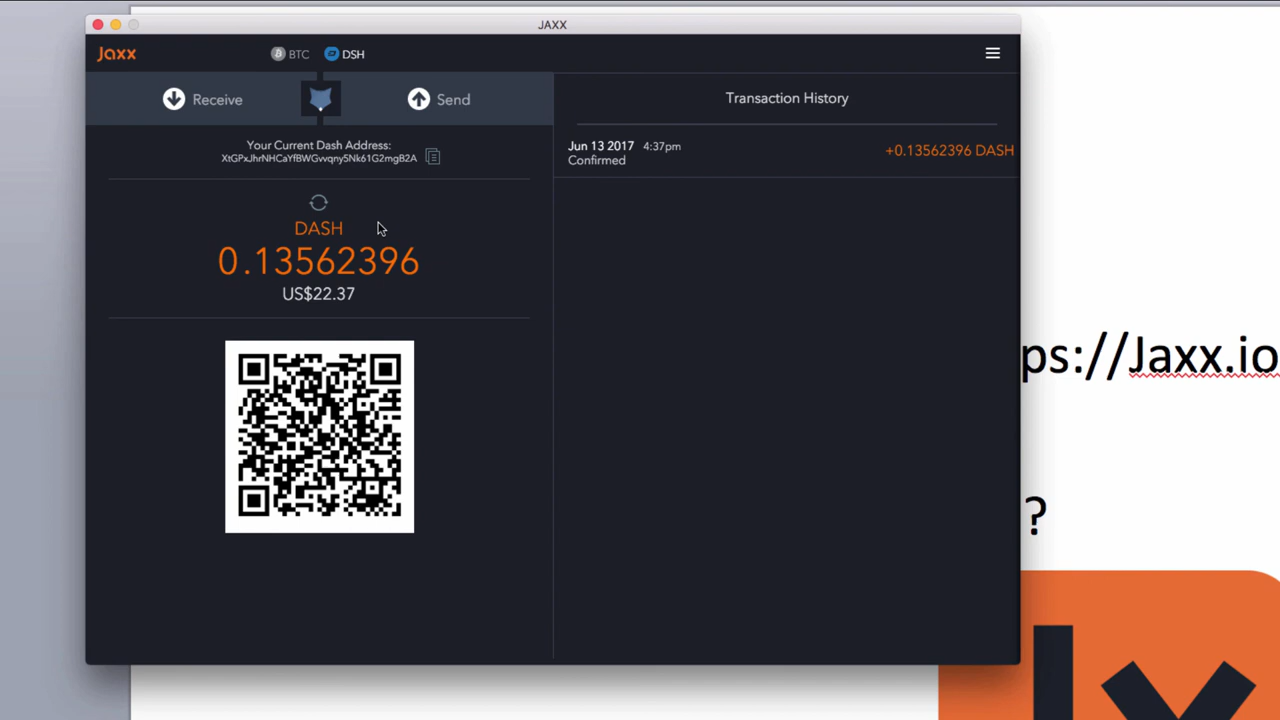 JAXX
Jaxx
BTC
DSH
Receive
Send
Your Current Dash Address:
XtGPxJhrNHCaYfBWGvvqny5Nk61G2mgB2A
DASH
0.13562396
US$22.37
Transaction History
Jun 13 2017 4:37pm
Confirmed
+0.13562396 DASH
ps://Jaxx.io
?